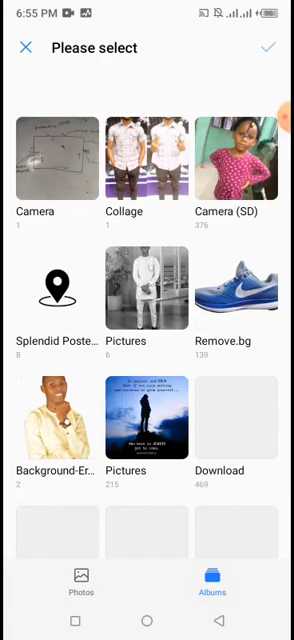 6:55 PM
96
Please select
Camera
1
Collage
1
Camera (SD)
376
Splendid Poste...
8
Pictures
6
Remove.bg
139
Background-Er...
2
Pictures
215
Download
469
Photos
Albums